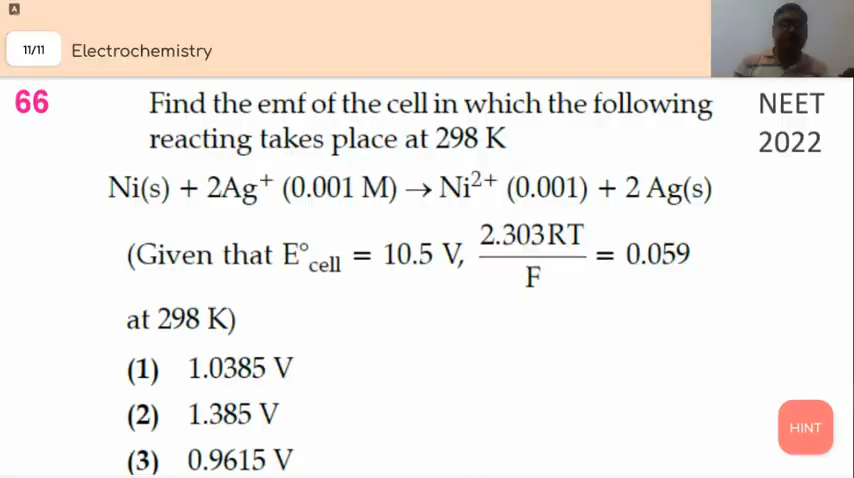 A
11/11 Electrochemistry
66 Find the emf of the cell in which the following NEET
reacting takes place at 298 K 2022
Ni(s) + 2Ag⁺ (0.001 M) → Ni²⁺ (0.001) + 2 Ag(s)
(Given that E°cell = 10.5 V, 2.303RT/F = 0.059
at 298 K)
(1) 1.0385 V
(2) 1.385 V
(3) 0.9615 V
HINT